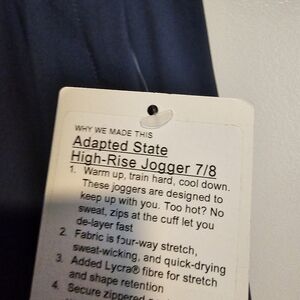 WHY WE MADE THIS
Adapted State
High-Rise Jogger 7/8
1. Warm up, train hard, cool down.
These joggers are designed to
keep up with you. Too hot? No
sweat, zips at the cuff let you
de-layer fast
2. Fabric is four-way stretch,
sweat-wicking, and quick-drying
3. Added Lycra® fibre for stretch
and shape retention
4. Secure zippered